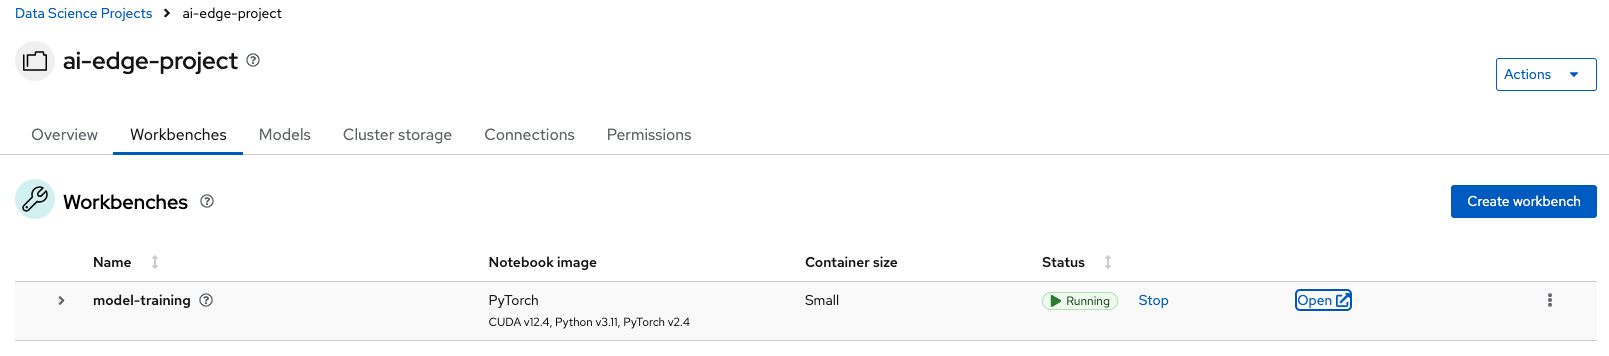 Data Science Projects > ai-edge-project
ai-edge-project
Actions
Overview Workbenches Models Cluster storage Connections Permissions
Workbenches
Create workbench
Name Notebook image Container size Status
model-training PyTorch Small Running Stop Open
CUDA v12.4, Python v3.11, PyTorch v2.4